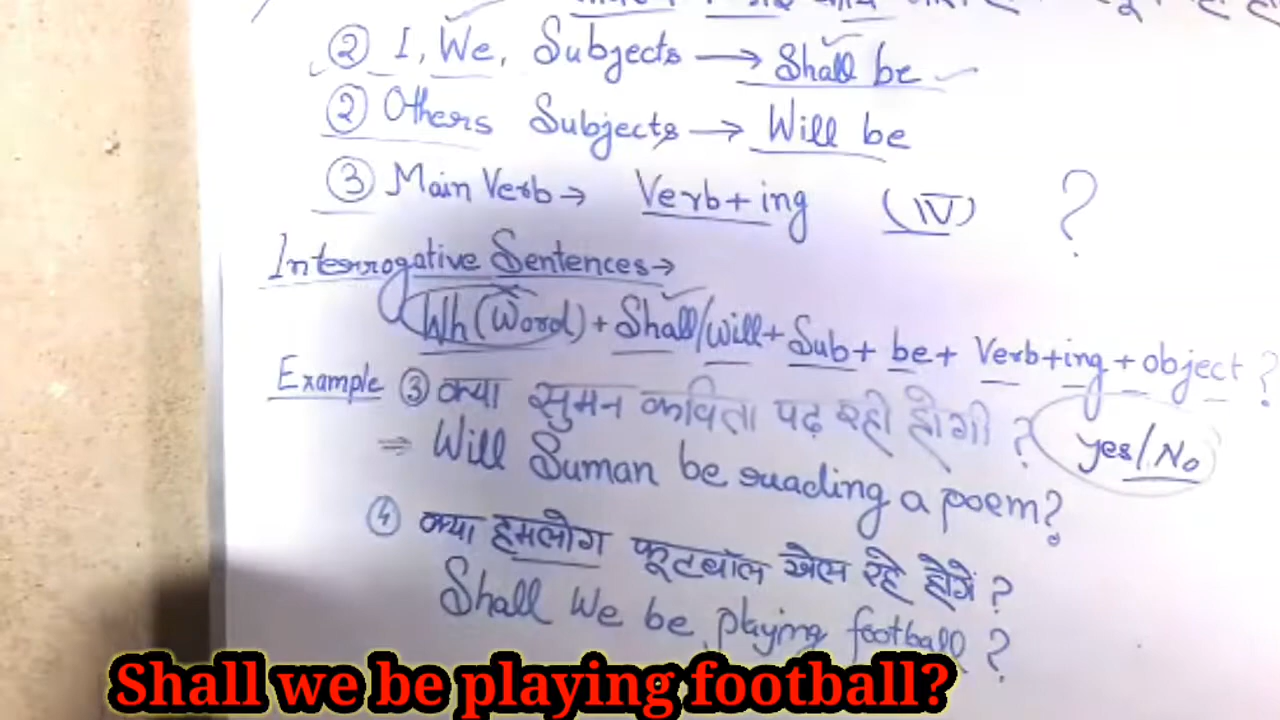 ② I, We, Subjects → Shall be
② Others Subjects → Will be
③ Main Verb → Verb + ing (IV) ?
Interrogative Sentences →
Wh (Word) + Shall/will + Sub + be + Verb+ing + object ?
Example ③ क्या सुमन कविता पढ़ रही होगी ? Yes/No
⇒ Will Suman be reading a poem?
④ क्या हमलोग फूटबॉल खेल रहे होगें ?
Shall We be playing football ?
Shall we be playing football?